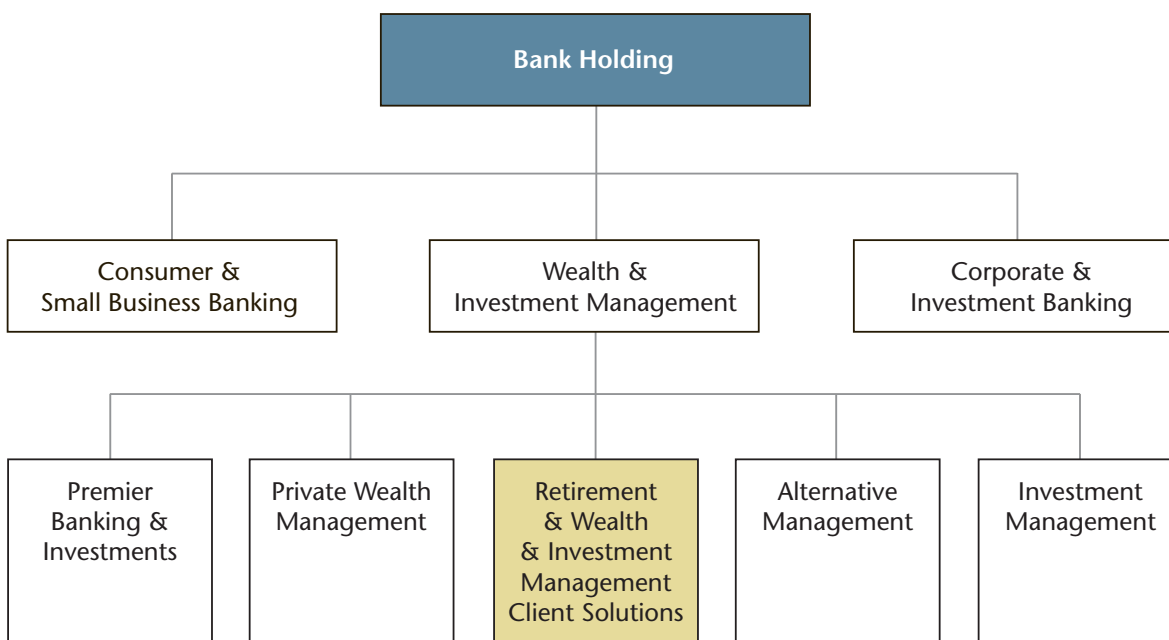 Bank Holding
Consumer &
Small Business Banking
Wealth &
Investment Management
Corporate &
Investment Banking
Premier
Banking &
Investments
Private Wealth
Management
Retirement
& Wealth
& Investment
Management
Client Solutions
Alternative
Management
Investment
Management